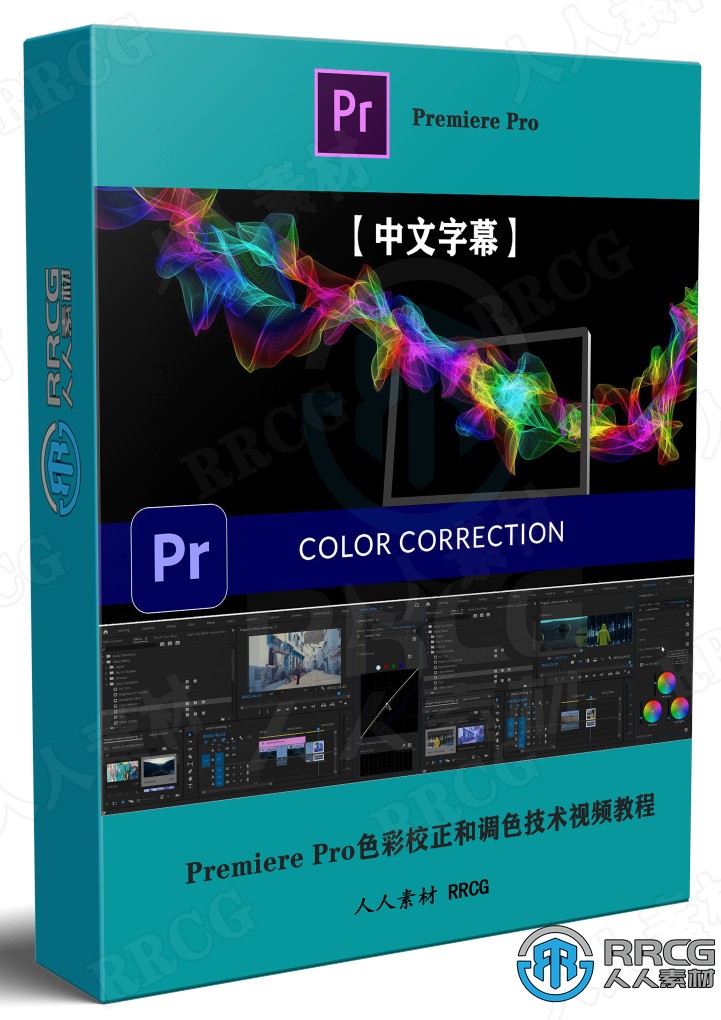 Pr
Premiere Pro
【中文字幕】
RRCG
人人素材
Pr
COLOR CORRECTION
Premiere Pro色彩校正和调色技术视频教程
人人素材 RRCG
RRCG
人人素材